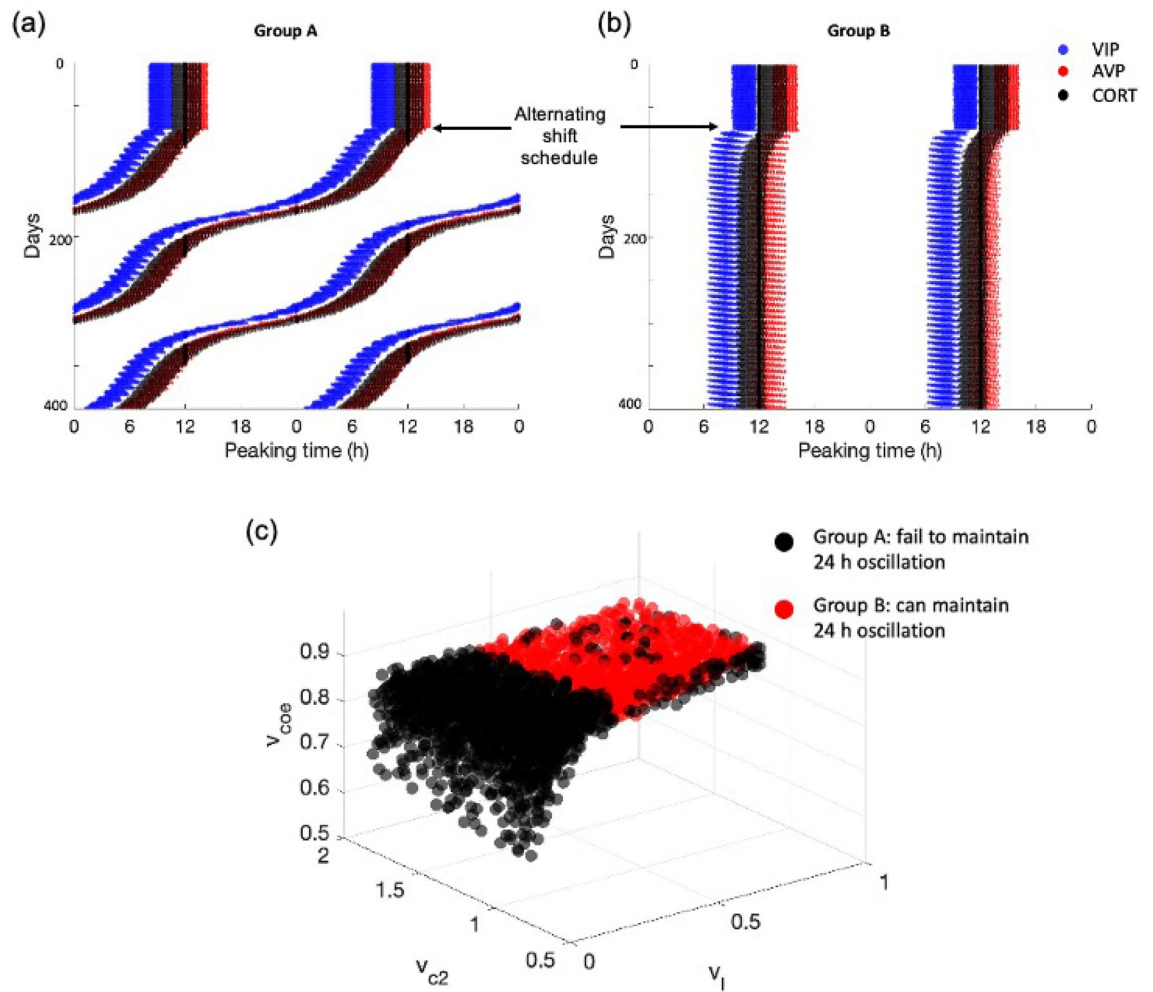 (a)
Group A
0
200
400
Days
0 6 12 18 0 6 12 18 0
Peaking time (h)
Alternating
shift
schedule
(b)
Group B
0
200
400
Days
0 6 12 18 0 6 12 18 0
Peaking time (h)
VIP
AVP
CORT
(c)
Group A: fail to maintain
24 h oscillation
Group B: can maintain
24 h oscillation
0.9
0.8
0.7
0.6
0.5
v_coe
2
1.5
1
0.5
v_c2
0
0.5
1
v_I